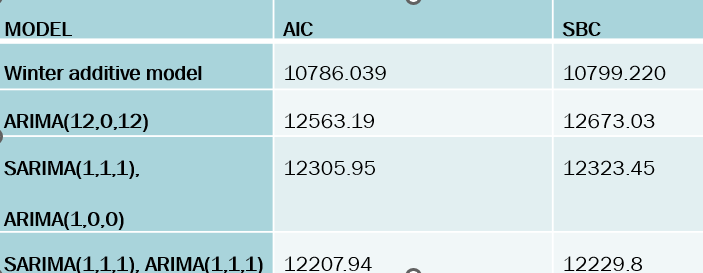 MODEL AIC SBC
Winter additive model 10786.039 10799.220
ARIMA(12,0,12) 12563.19 12673.03
SARIMA(1,1,1), 12305.95 12323.45
ARIMA(1,0,0)
SARIMA(1,1,1), ARIMA(1,1,1) 12207.94 12229.8